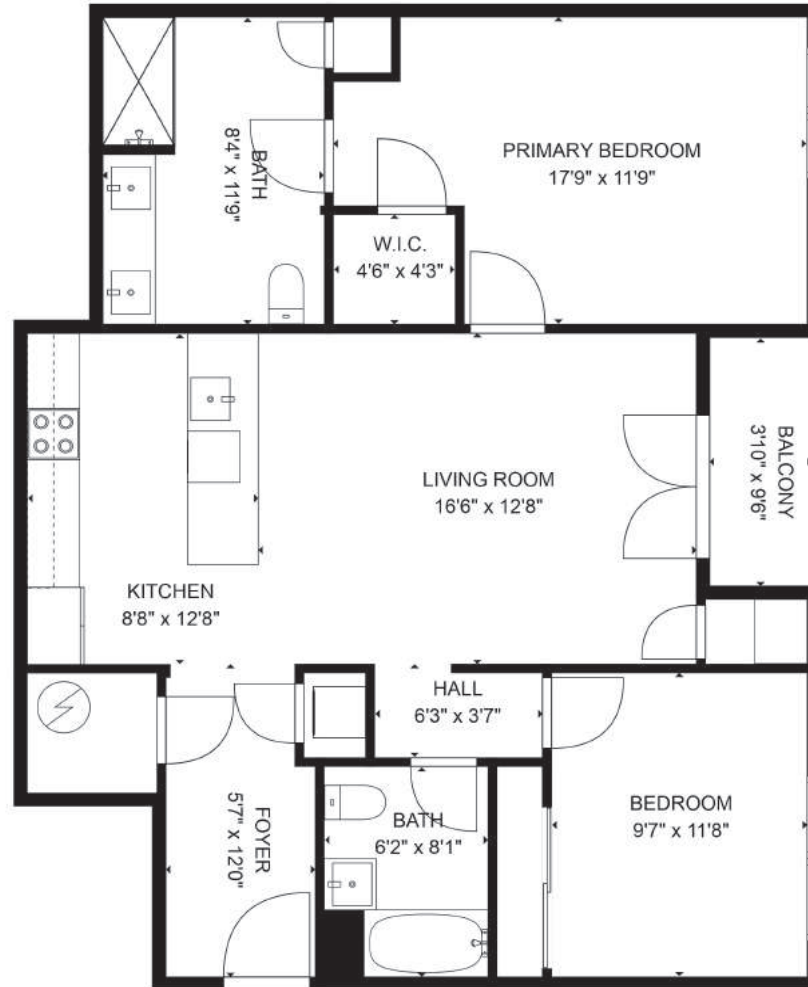 BATH
8'4" x 11'9"
PRIMARY BEDROOM
17'9" x 11'9"
W.I.C.
4'6" x 4'3"
LIVING ROOM
16'6" x 12'8"
BALCONY
3'10" x 9'6"
KITCHEN
8'8" x 12'8"
HALL
6'3" x 3'7"
FOYER
5'7" x 12'0"
BATH
6'2" x 8'1"
BEDROOM
9'7" x 11'8"